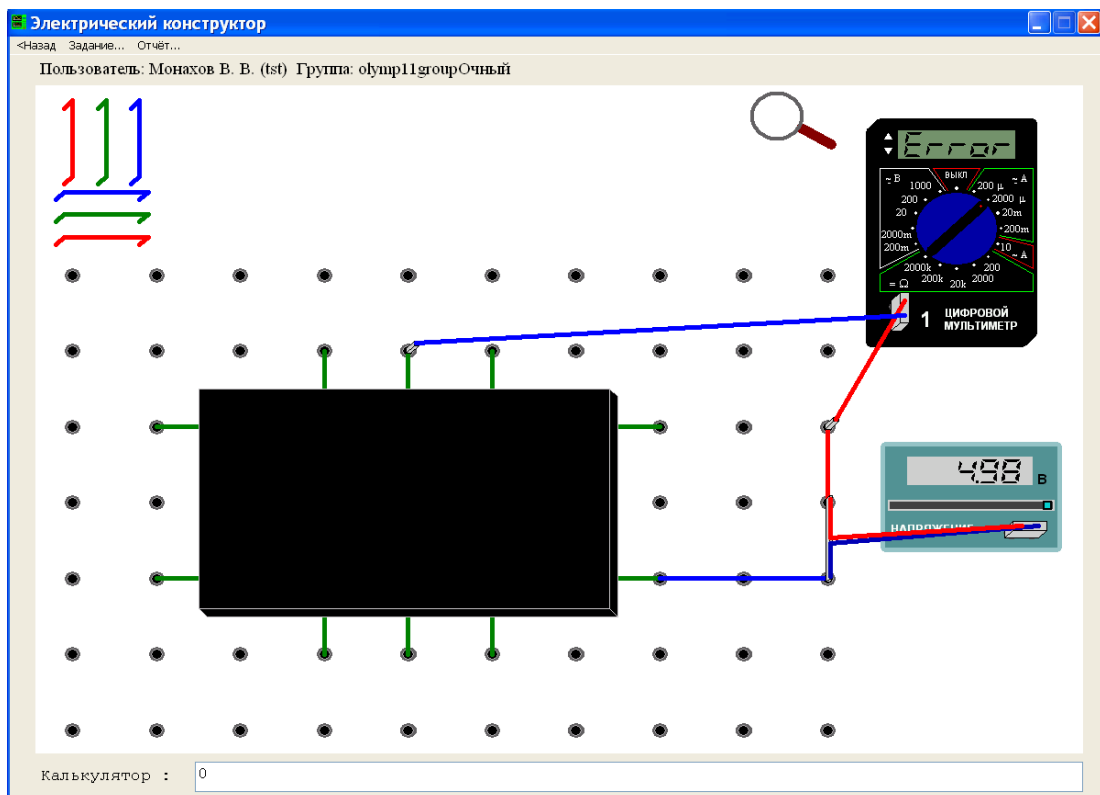 Электрический конструктор
<Назад Задание... Отчёт...
Пользователь: Монахов В. В. (tst) Группа: olymp11groupОчный
Error
~ В
ВЫКЛ
~ А
1000
200 μ
200
2000 μ
20
20m
2000m
200m
200m
10
~ А
2000k
200
= Ω
200k
20k
2000
1
ЦИФРОВОЙ
МУЛЬТИМЕТР
4.98 В
НАПРЯЖЕНИЕ
Калькулятор :
0